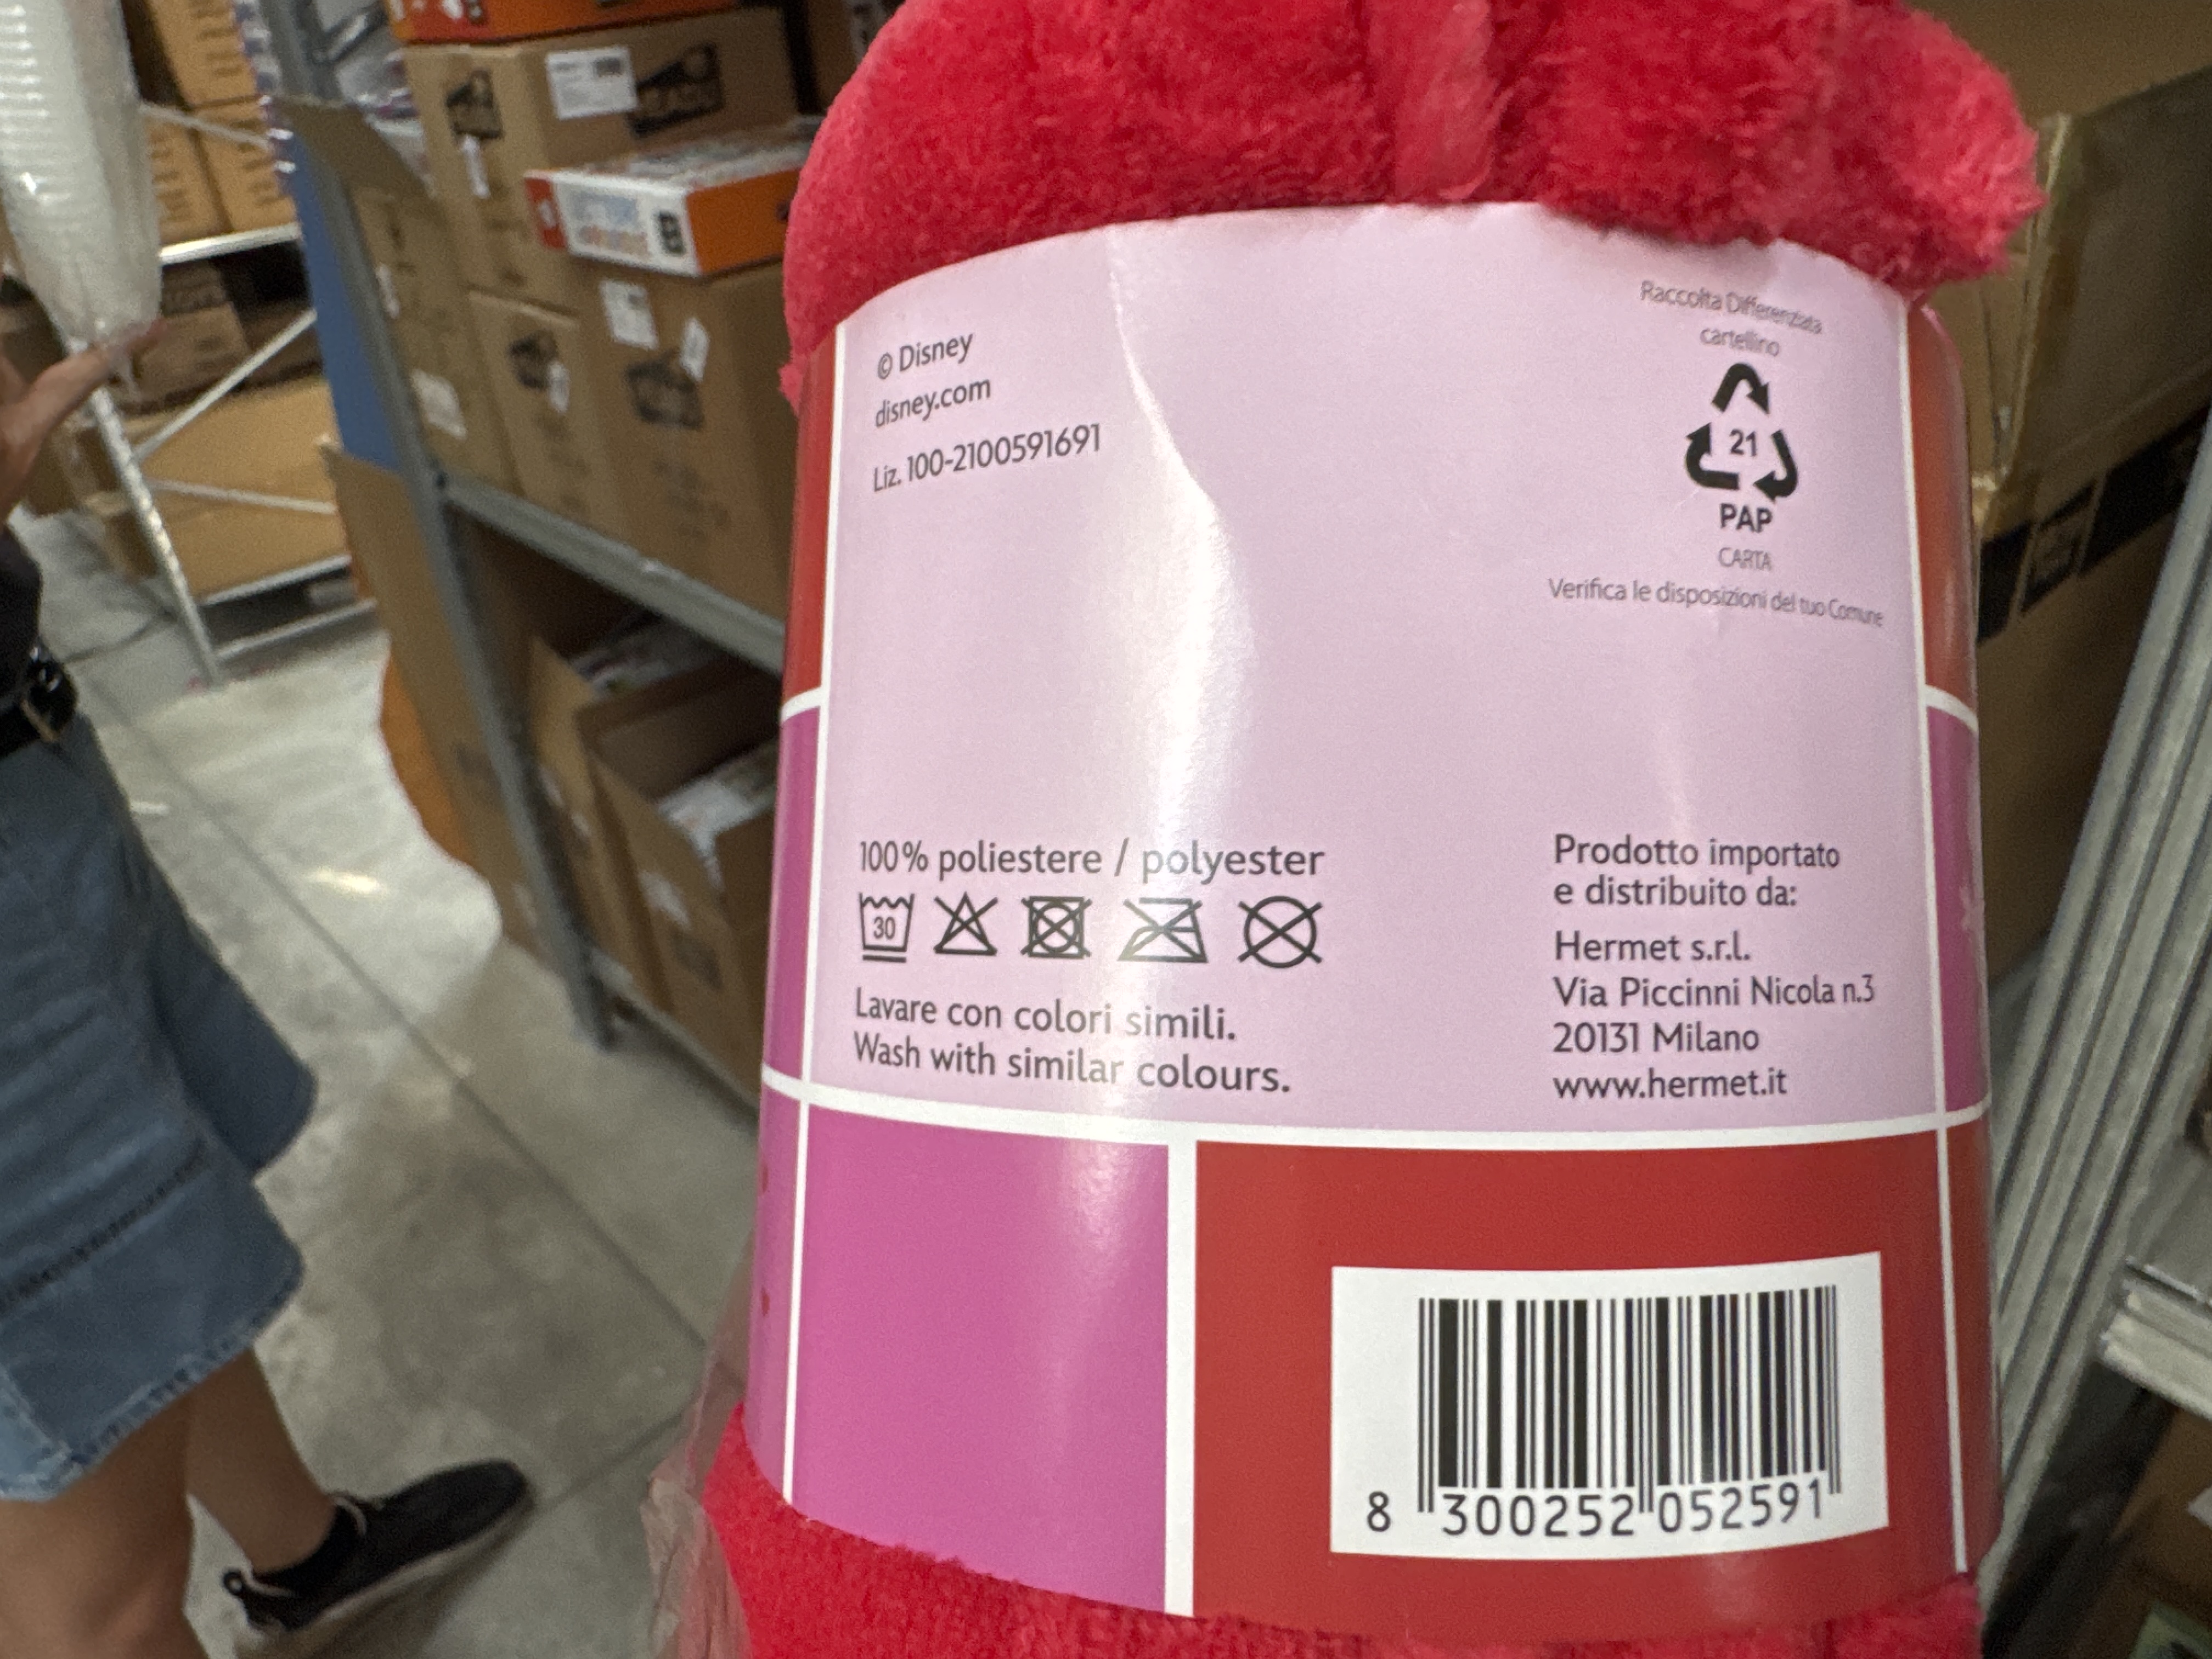 © Disney
disney.com
Liz. 100-2100591691
Raccolta Differenziata
cartellino
21
PAP
CARTA
Verifica le disposizioni del tuo Comune
100% poliestere / polyester
30
Lavare con colori simili.
Wash with similar colours.
Prodotto importato
e distribuito da:
Hermet s.r.l.
Via Piccinni Nicola n.3
20131 Milano
www.hermet.it
8 300252 052591